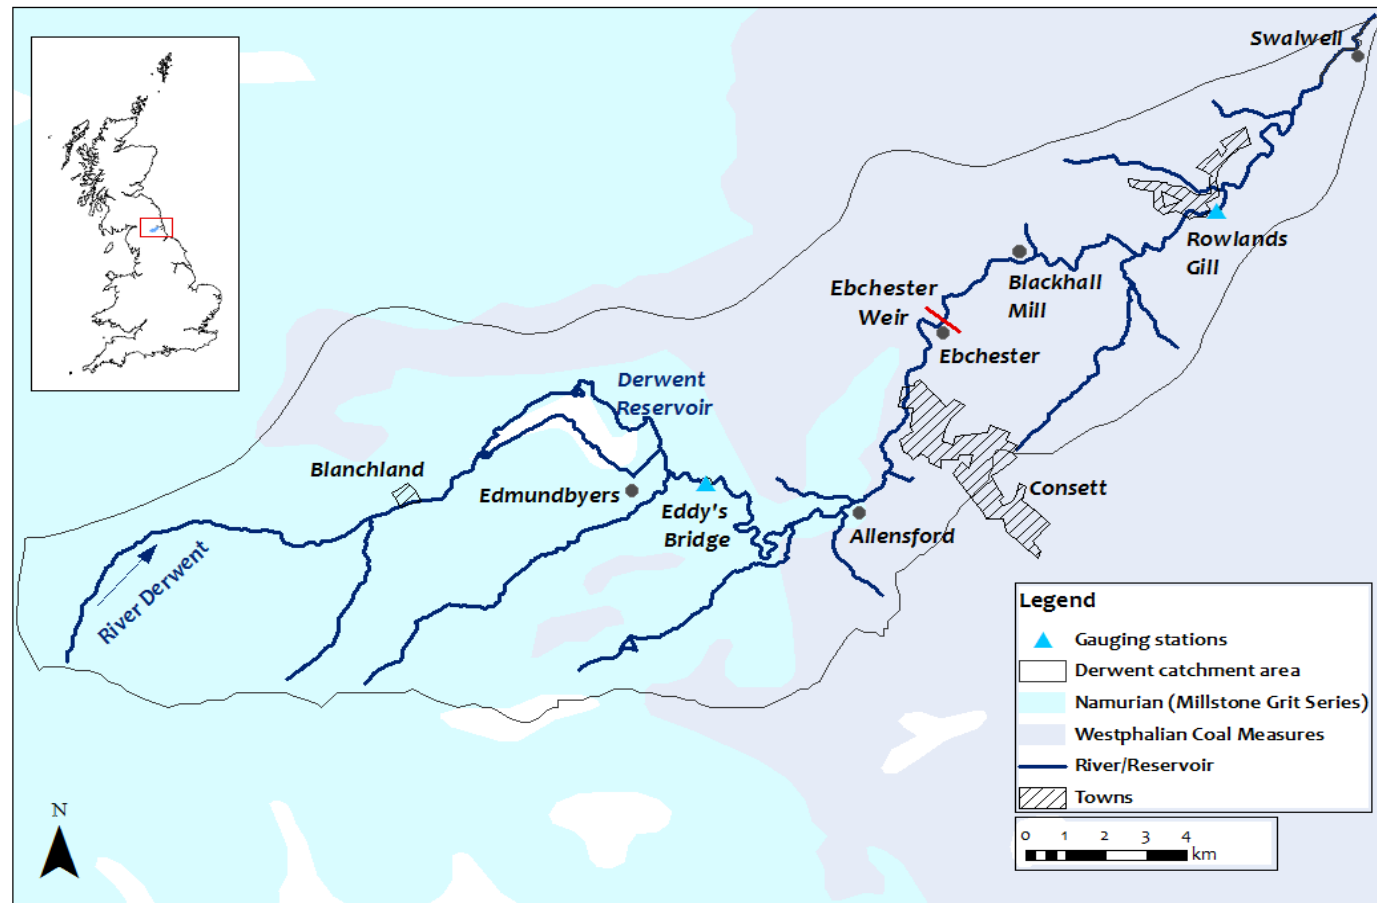 Swalwell
Rowlands
Gill
Blackhall
Mill
Ebchester
Weir
Ebchester
Derwent
Reservoir
Blanchland
Edmundbyers
Eddy's
Bridge
Consett
Allensford
River Derwent
Legend
Gauging stations
Derwent catchment area
Namurian (Millstone Grit Series)
Westphalian Coal Measures
River/Reservoir
Towns
N
0 1 2 3 4
km